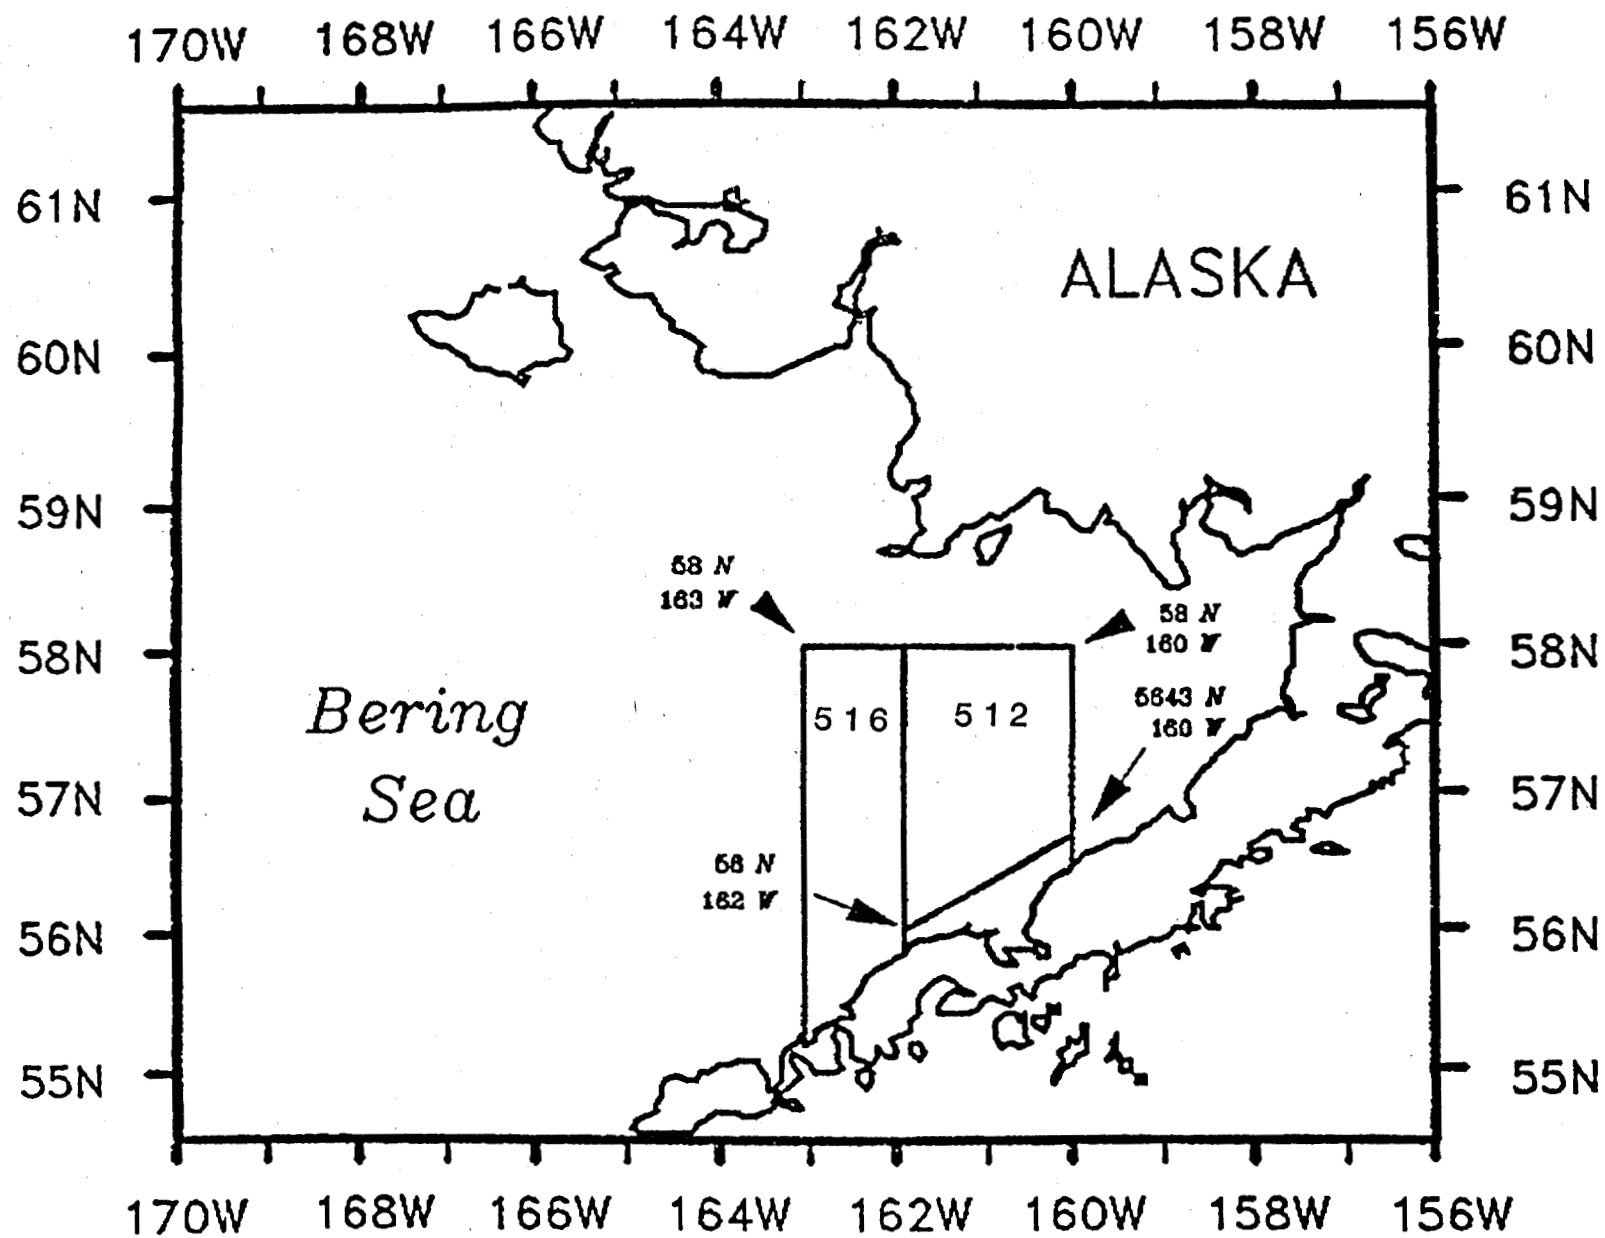 170W 168W 166W 164W 162W 160W 158W 156W
61N 61N
ALASKA
60N 60N
59N 59N
58 N
163 W
58 N
160 W
58N 58N
Bering
Sea
516 512
5643 N
160 W
57N 57N
56 N
162 W
56N 56N
55N 55N
170W 168W 166W 164W 162W 160W 158W 156W